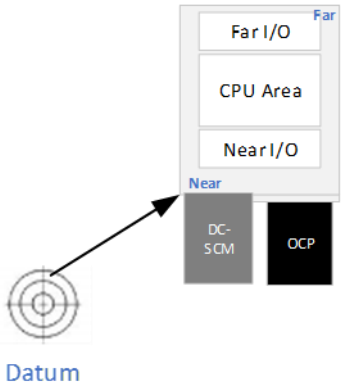 Far
Far I/O
CPU Area
Near I/O
Near
DC-
SCM
OCP
Datum